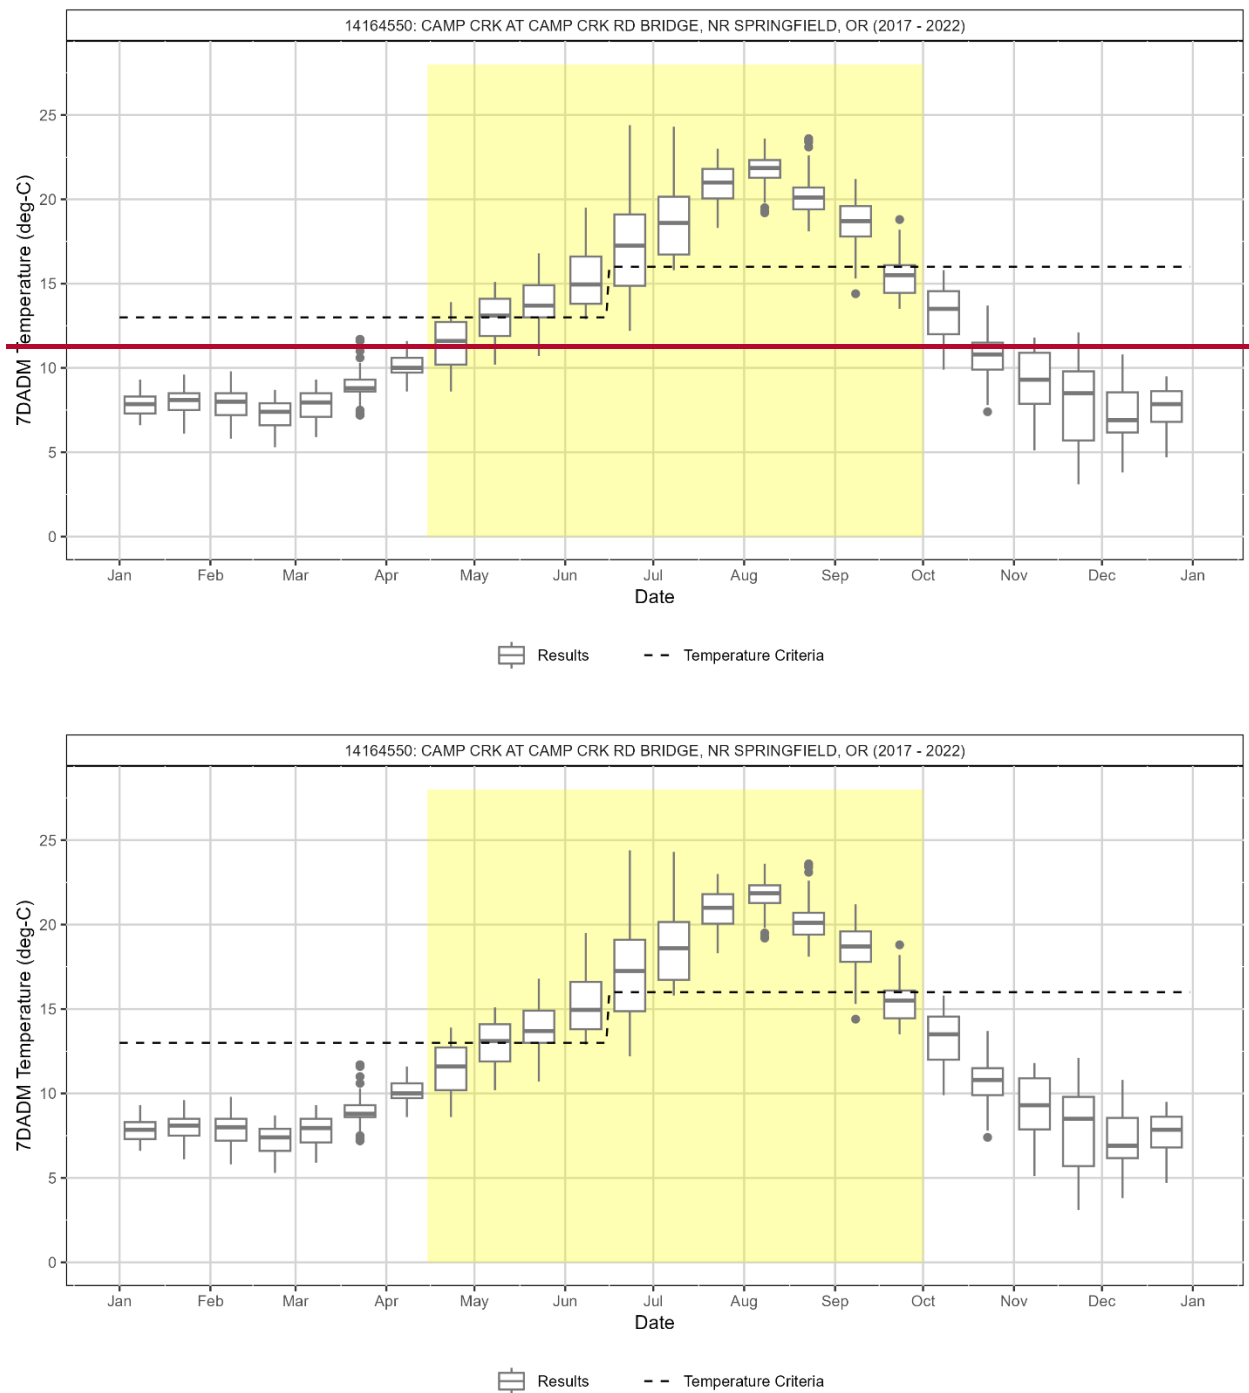 14164550: CAMP CRK AT CAMP CRK RD BRIDGE, NR SPRINGFIELD, OR (2017 - 2022)
25
20
15
10
5
0
7DADM Temperature (deg-C)
Jan Feb Mar Apr May Jun Jul Aug Sep Oct Nov Dec Jan
Date
Results Temperature Criteria
14164550: CAMP CRK AT CAMP CRK RD BRIDGE, NR SPRINGFIELD, OR (2017 - 2022)
25
20
15
10
5
0
7DADM Temperature (deg-C)
Jan Feb Mar Apr May Jun Jul Aug Sep Oct Nov Dec Jan
Date
Results Temperature Criteria